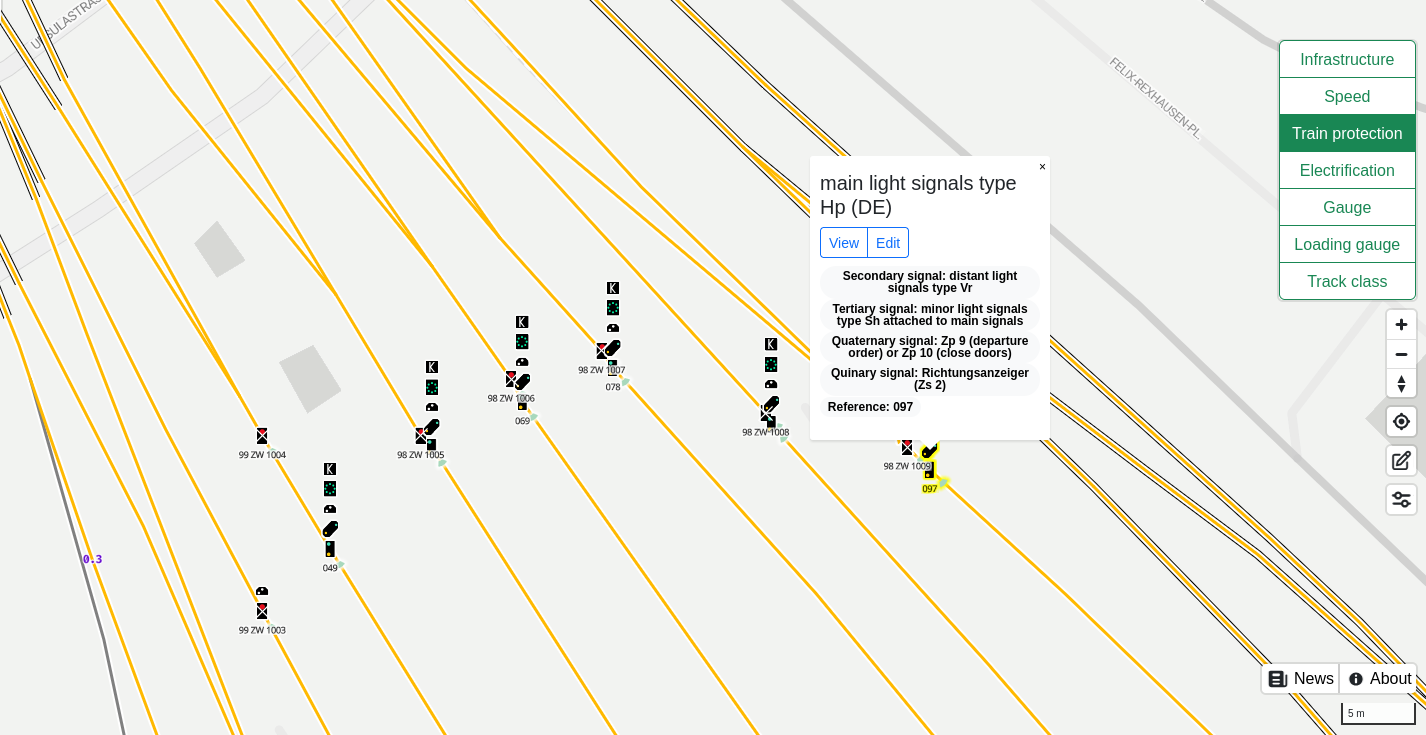 URSULASTRAS
FELIX-REXHAUSEN-PL.
Infrastructure
Speed
Train protection
Electrification
Gauge
Loading gauge
Track class
×
main light signals type
Hp (DE)
View
Edit
Secondary signal: distant light
signals type Vr
Tertiary signal: minor light signals
type Sh attached to main signals
Quaternary signal: Zp 9 (departure
order) or Zp 10 (close doors)
Quinary signal: Richtungsanzeiger
(Zs 2)
Reference: 097
K
K
K
K
K
98 ZW 1007
078
98 ZW 1006
069
98 ZW 1008
99 ZW 1004
98 ZW 1005
98 ZW 1009
097
049
0.3
99 ZW 1003
News
About
5 m